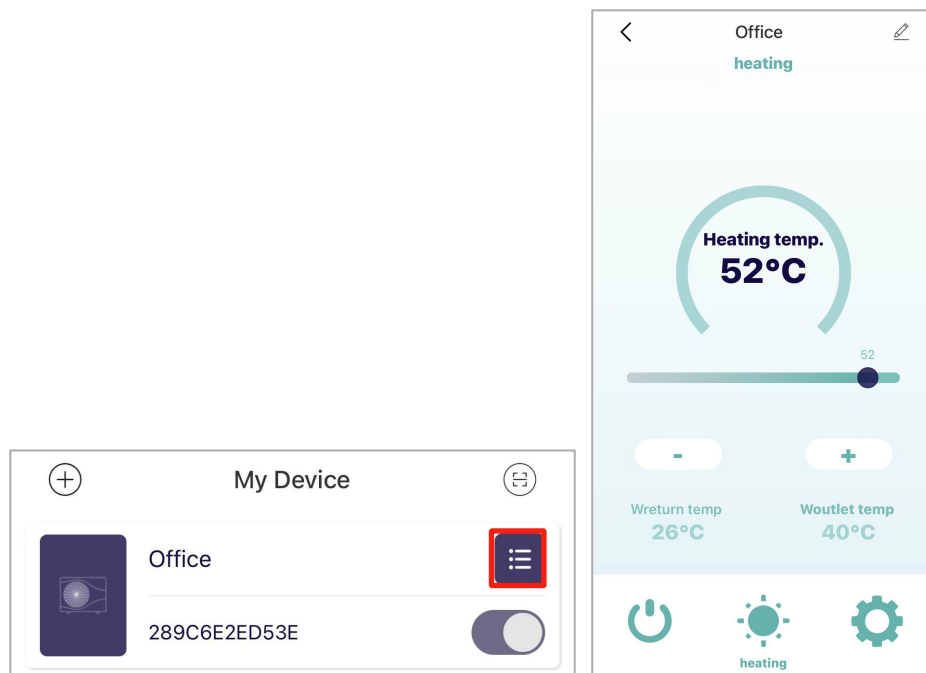 My Device
Office
289C6E2ED53E
Office
heating
Heating temp.
52°C
52
-
+
Wreturn temp
Woutlet temp
26°C
40°C
heating